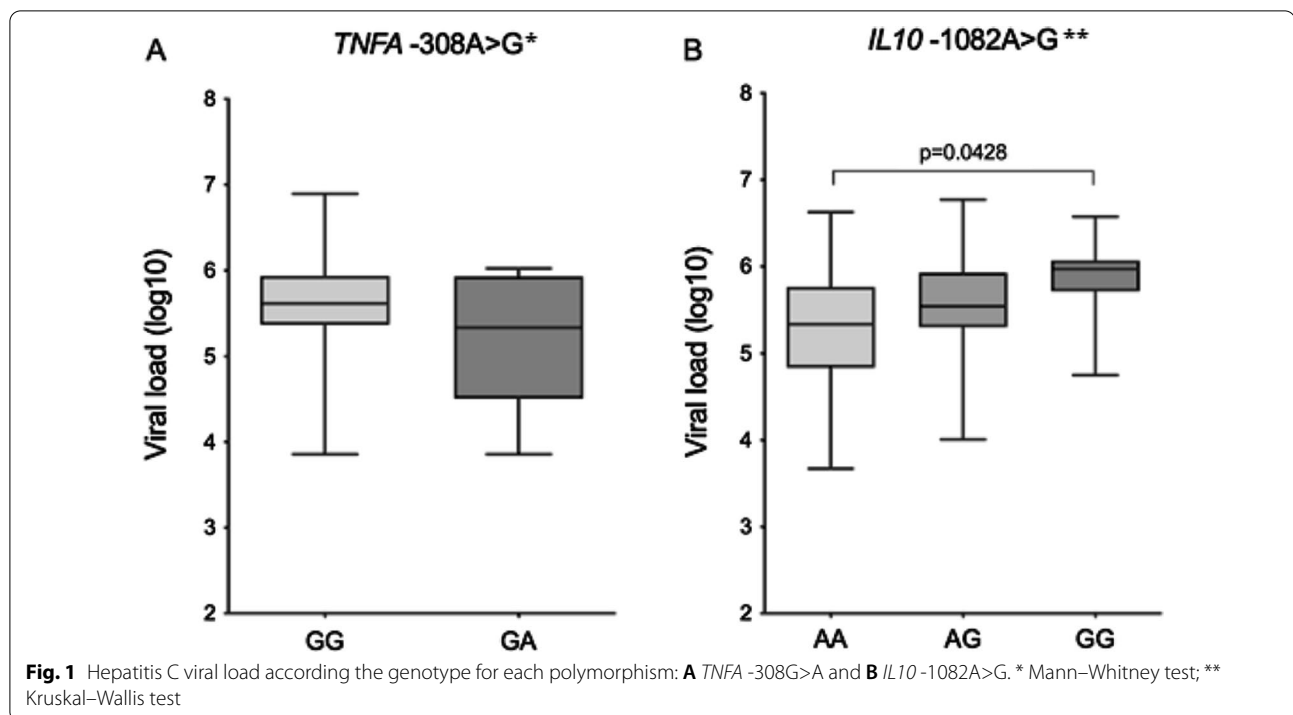 A
TNFA -308A>G*
Viral load (log10)
8
7
6
5
4
3
2
GG GA
B
IL10 -1082A>G **
Viral load (log10)
8
7
6
5
4
3
2
p=0.0428
AA AG GG
Fig. 1 Hepatitis C viral load according the genotype for each polymorphism: A TNFA -308G>A and B IL10 -1082A>G. * Mann–Whitney test; **
Kruskal–Wallis test